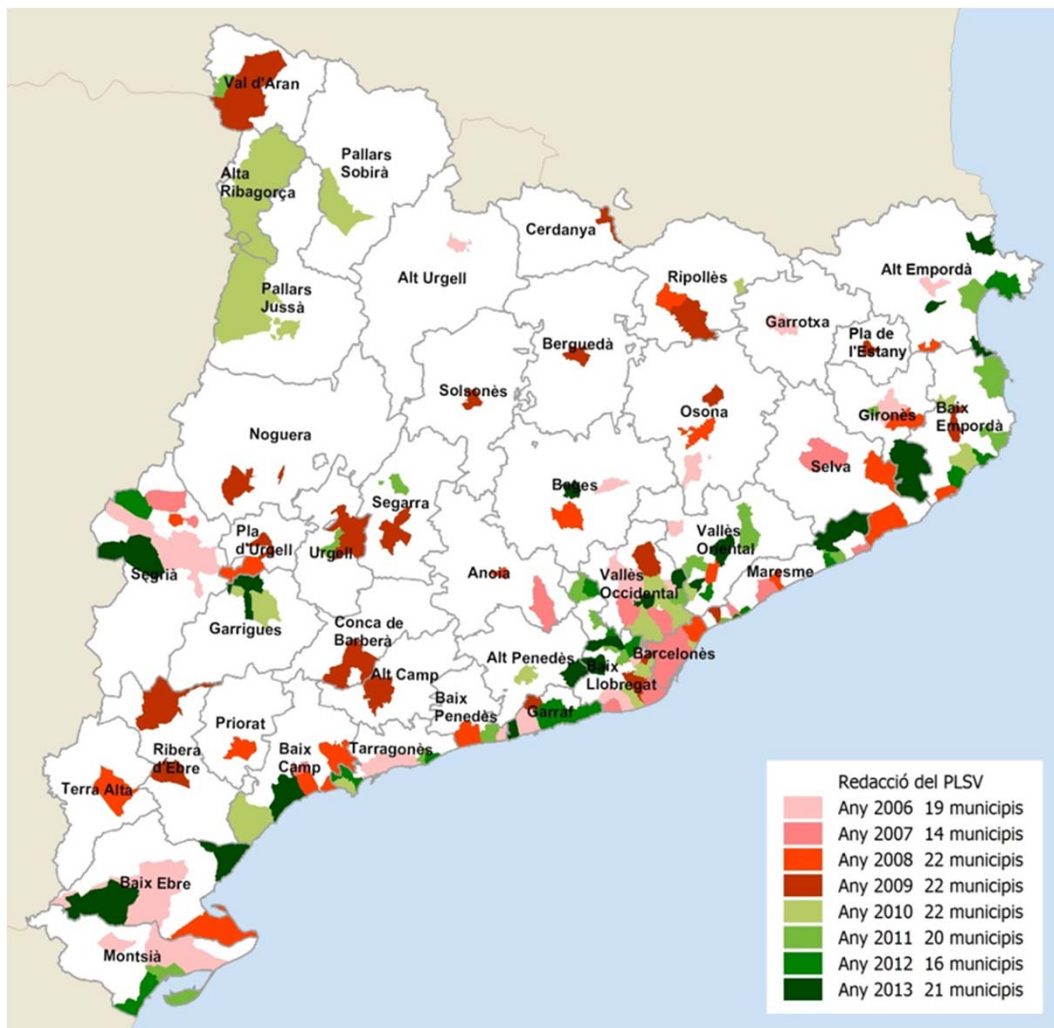 Val d'Aran
Pallars
Sobirà
Alta
Ribagorça
Cerdanya
Alt Urgell
Ripollès
Alt Empordà
Pallars
Jussà
Garrotxa
Pla de
l'Estany
Berguedà
Solsonès
Osona
Gironès
Baix
Empordà
Noguera
Selva
Bages
Segarra
Pla
d'Urgell
Urgell
Vallès
Oriental
Segrià
Anoia
Vallès
Occidental
Maresme
Garrigues
Conca de
Barberà
Alt Penedès
Barcelonès
Baix
Llobregat
Alt Camp
Baix
Penedès
Garraf
Priorat
Ribera
d'Ebre
Baix
Camp
Tarragonès
Terra Alta
Baix Ebre
Montsià
Redacció del PLSV
Any 2006 19 municipis
Any 2007 14 municipis
Any 2008 22 municipis
Any 2009 22 municipis
Any 2010 22 municipis
Any 2011 20 municipis
Any 2012 16 municipis
Any 2013 21 municipis